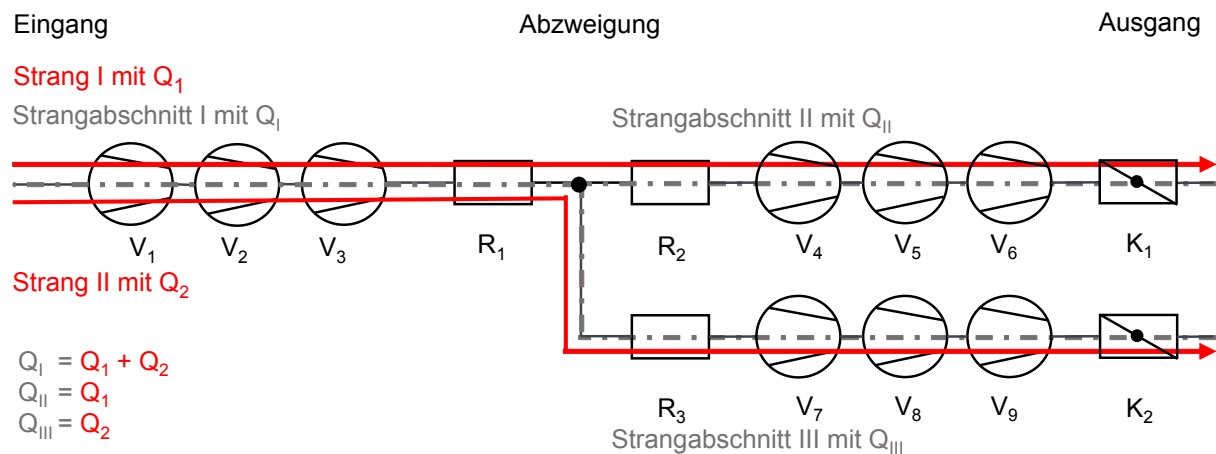 Eingang Abzweigung Ausgang
Strang I mit Q1
Strangabschnitt I mit QI Strangabschnitt II mit QII
V1 V2 V3 R1 R2 V4 V5 V6 K1
Strang II mit Q2
QI = Q1 + Q2
QII = Q1
R3 V7 V8 V9 K2
QIII = Q2
Strangabschnitt III mit QIII